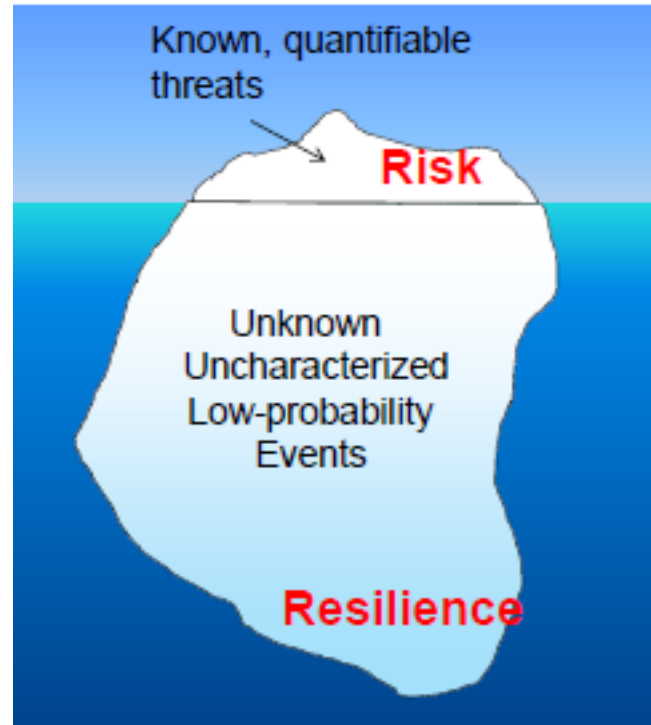 Known, quantifiable
threats
Risk
Unknown
Uncharacterized
Low-probability
Events
Resilience